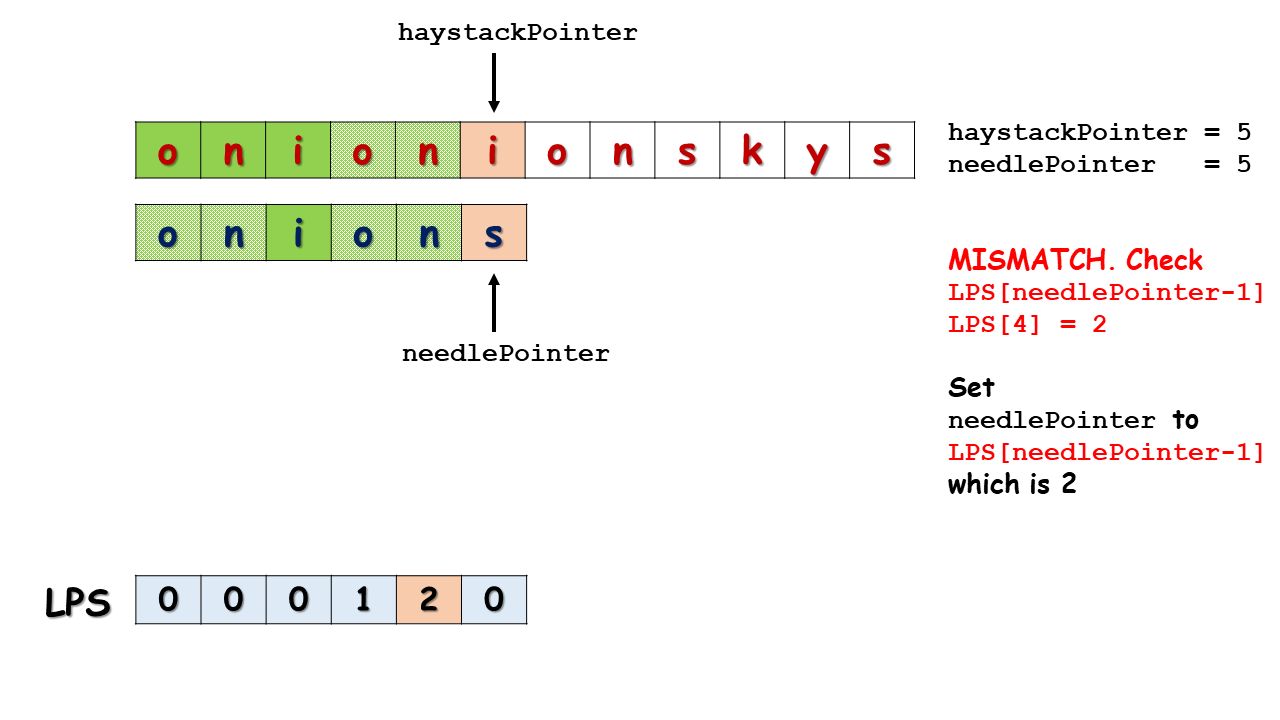 haystackPointer
o n i o n i o n s k y s
o n i o n s
needlePointer
haystackPointer = 5
needlePointer = 5
MISMATCH. Check
LPS[needlePointer-1]
LPS[4] = 2
Set
needlePointer to
LPS[needlePointer-1]
which is 2
LPS 0 0 0 1 2 0